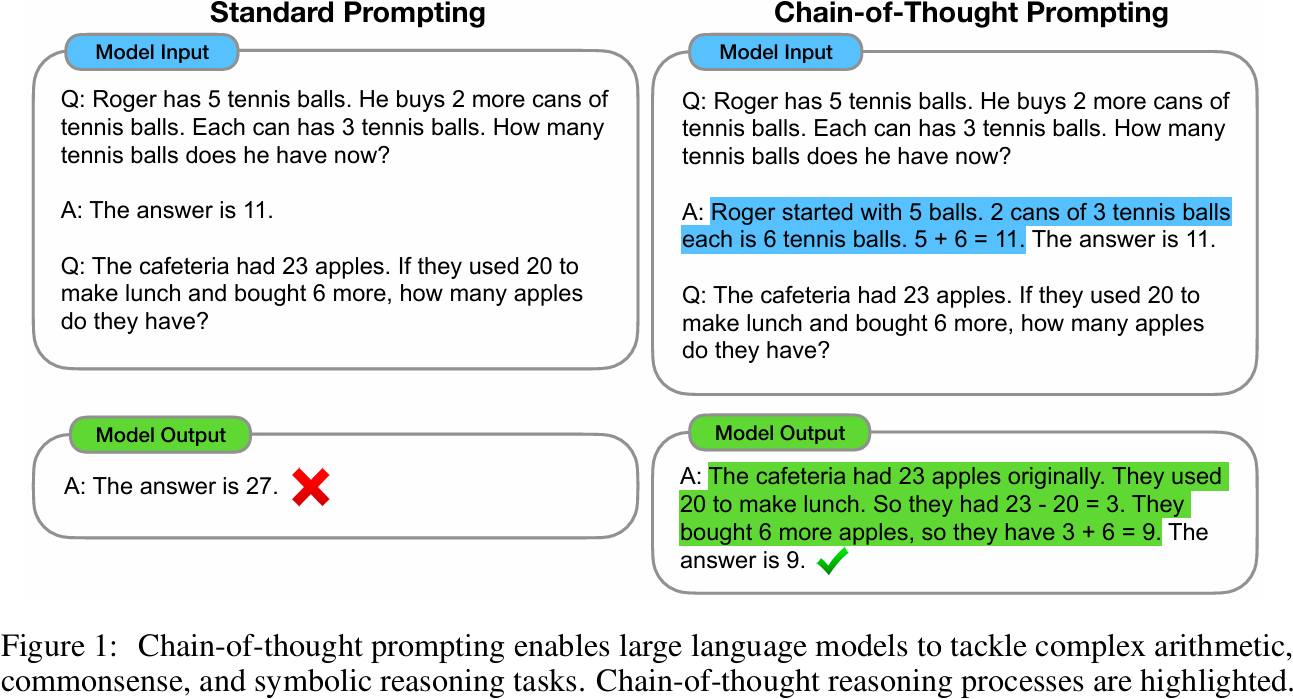 Standard Prompting
Model Input
Q: Roger has 5 tennis balls. He buys 2 more cans of
tennis balls. Each can has 3 tennis balls. How many
tennis balls does he have now?
A: The answer is 11.
Q: The cafeteria had 23 apples. If they used 20 to
make lunch and bought 6 more, how many apples
do they have?
Model Output
A: The answer is 27.
Chain-of-Thought Prompting
Model Input
Q: Roger has 5 tennis balls. He buys 2 more cans of
tennis balls. Each can has 3 tennis balls. How many
tennis balls does he have now?
A: Roger started with 5 balls. 2 cans of 3 tennis balls
each is 6 tennis balls. 5 + 6 = 11. The answer is 11.
Q: The cafeteria had 23 apples. If they used 20 to
make lunch and bought 6 more, how many apples
do they have?
Model Output
A: The cafeteria had 23 apples originally. They used
20 to make lunch. So they had 23 - 20 = 3. They
bought 6 more apples, so they have 3 + 6 = 9. The
answer is 9.
Figure 1: Chain-of-thought prompting enables large language models to tackle complex arithmetic,
commonsense, and symbolic reasoning tasks. Chain-of-thought reasoning processes are highlighted.